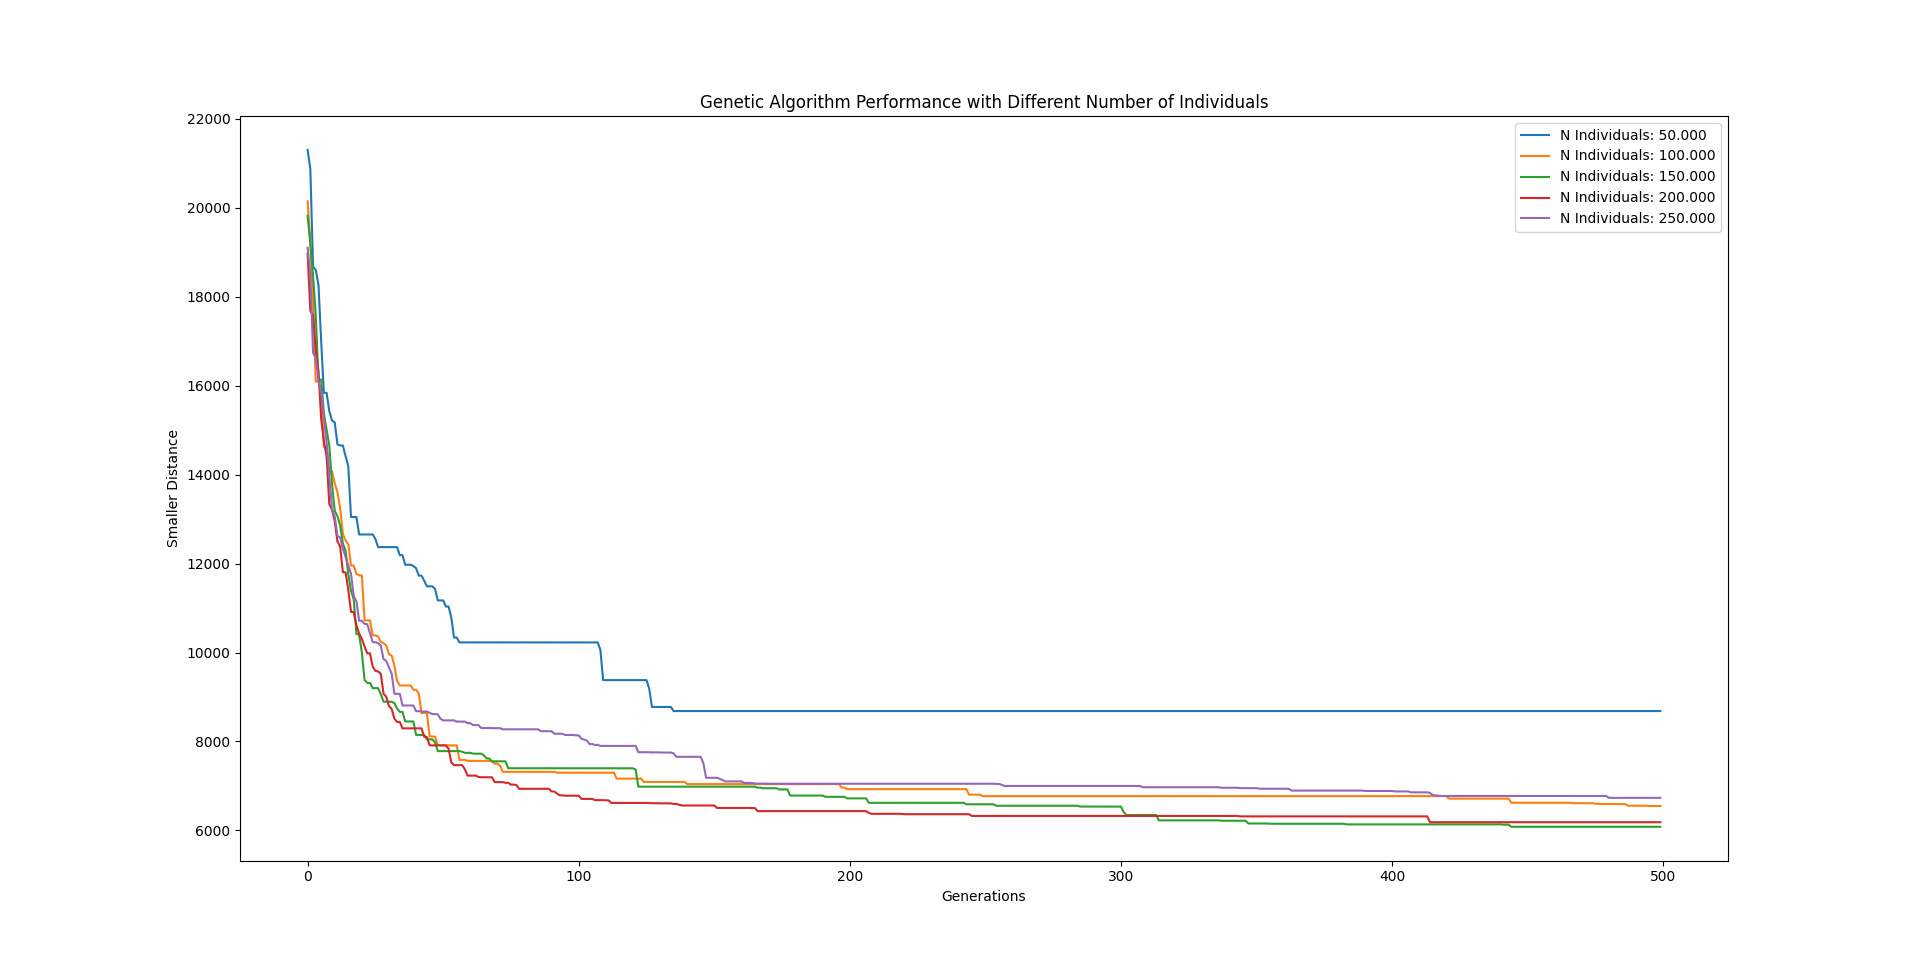 Genetic Algorithm Performance with Different Number of Individuals
22000
20000
18000
16000
14000
12000
10000
8000
6000
Smaller Distance
N Individuals: 50.000
N Individuals: 100.000
N Individuals: 150.000
N Individuals: 200.000
N Individuals: 250.000
0 100 200 300 400 500
Generations